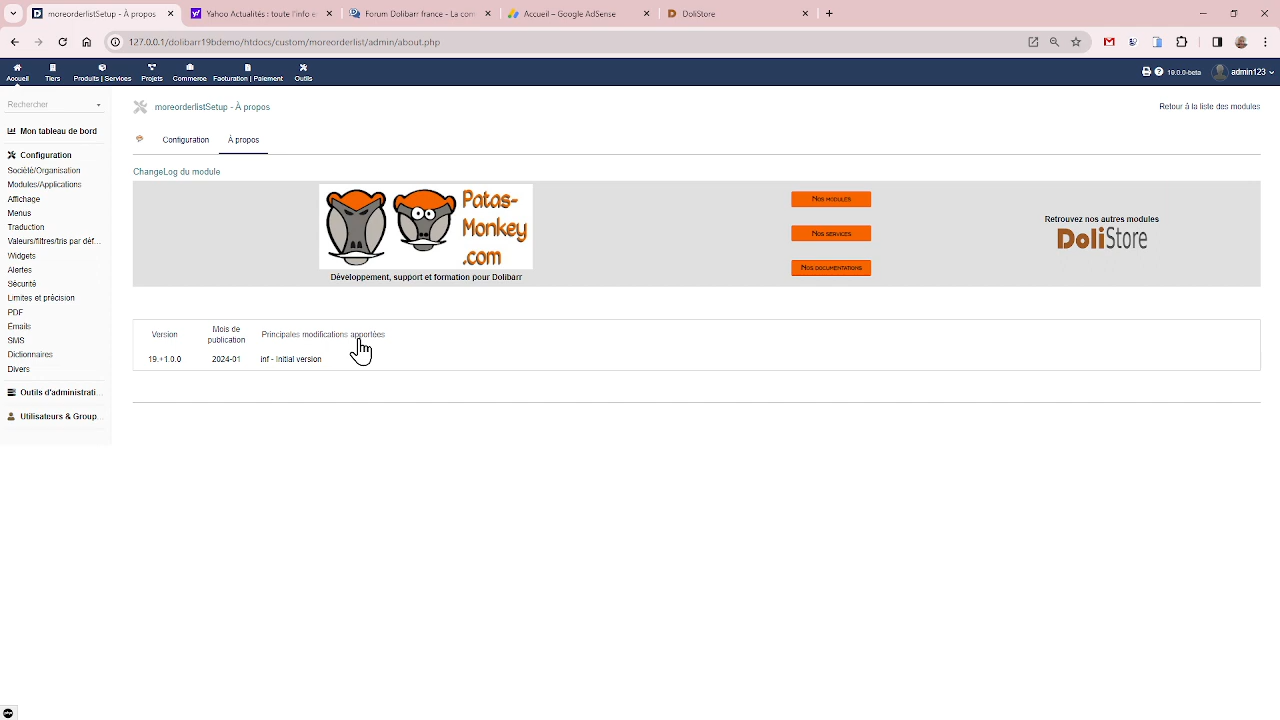 moreorderlistSetup - À propos
Yahoo Actualités : toute l'info e
Forum Dolibarr france - La con
Accueil – Google AdSense
DoliStore
127.0.0.1/dolibarr19bdemo/htdocs/custom/moreorderlist/admin/about.php
Accueil
Tiers
Produits | Services
Projets
Commerce
Facturation | Paiement
Outils
19.0.0-beta
admin123
Rechercher
Mon tableau de bord
Configuration
Société/Organisation
Modules/Applications
Affichage
Menus
Traduction
Valeurs/filtres/tris par déf...
Widgets
Alertes
Sécurité
Limites et précision
PDF
Emails
SMS
Dictionnaires
Divers
Outils d'administrati...
Utilisateurs & Group...
moreorderlistSetup - À propos
Retour à la liste des modules
Configuration
À propos
ChangeLog du module
Patas-
Monkey
.com
Développement, support et formation pour Dolibarr
Nos modules
Nos services
Nos documentations
Retrouvez nos autres modules
DoliStore
Version
Mois de
publication
Principales modifications apportées
19.+1.0.0
2024-01
inf - Initial version
php